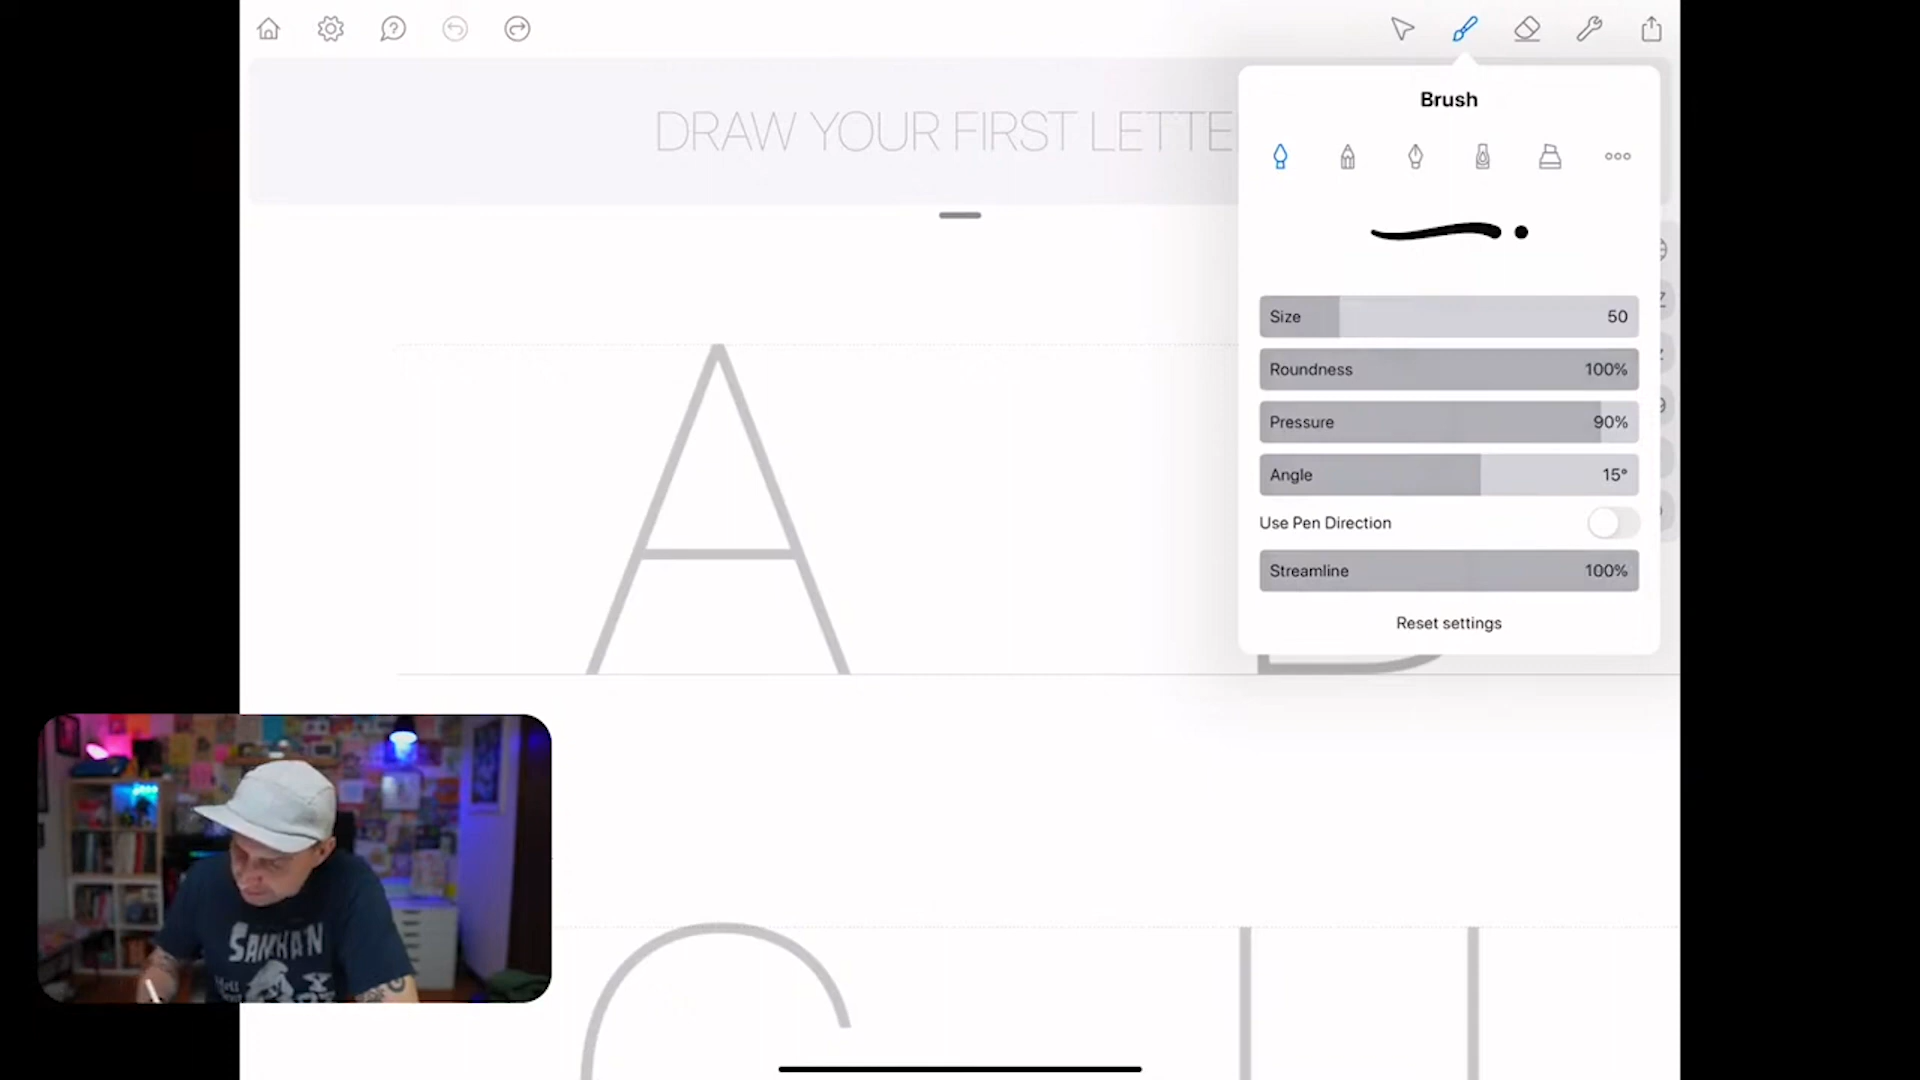 DRAW YOUR FIRST LETTE
Brush
Size 50
Roundness 100%
Pressure 90%
Angle 15°
Use Pen Direction
Streamline 100%
Reset settings
A
C